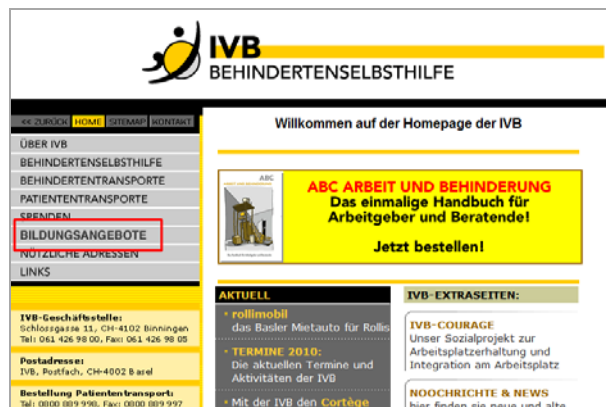 IVB
BEHINDERTENSELBSTHILFE
<< ZURÜCK HOME SITEMAP KONTAKT
Willkommen auf der Homepage der IVB
ÜBER IVB
BEHINDERTENSELBSTHILFE
BEHINDERTENTRANSPORTE
PATIENTENTRANSPORTE
SPENDEN
BILDUNGSANGEBOTE
NÜTZLICHE ADRESSEN
LINKS
ABC
ABC ARBEIT UND BEHINDERUNG
Das einmalige Handbuch für
Arbeitgeber und Beratende!
Jetzt bestellen!
IVB-Geschäftsstelle:
Schlossgasse 11, CH-4102 Binningen
Tel: 061 426 98 00, Fax: 061 426 98 05
Postadresse:
IVB, Postfach, CH-4002 Basel
Bestellung Patiententransport:
Tel: 0800 889 998, Fax: 0800 889 997
AKTUELL
• rollimobil
das Basler Mietauto für Rollis
• TERMINE 2010:
Die aktuellen Termine und
Aktivitäten der IVB
• Mit der IVB den Cortège
IVB-EXTRASEITEN:
IVB-COURAGE
Unser Sozialprojekt zur
Arbeitsplatzerhaltung und
Integration am Arbeitsplatz
NOOCHRICHTE & NEWS
hier finden sie neue und alte